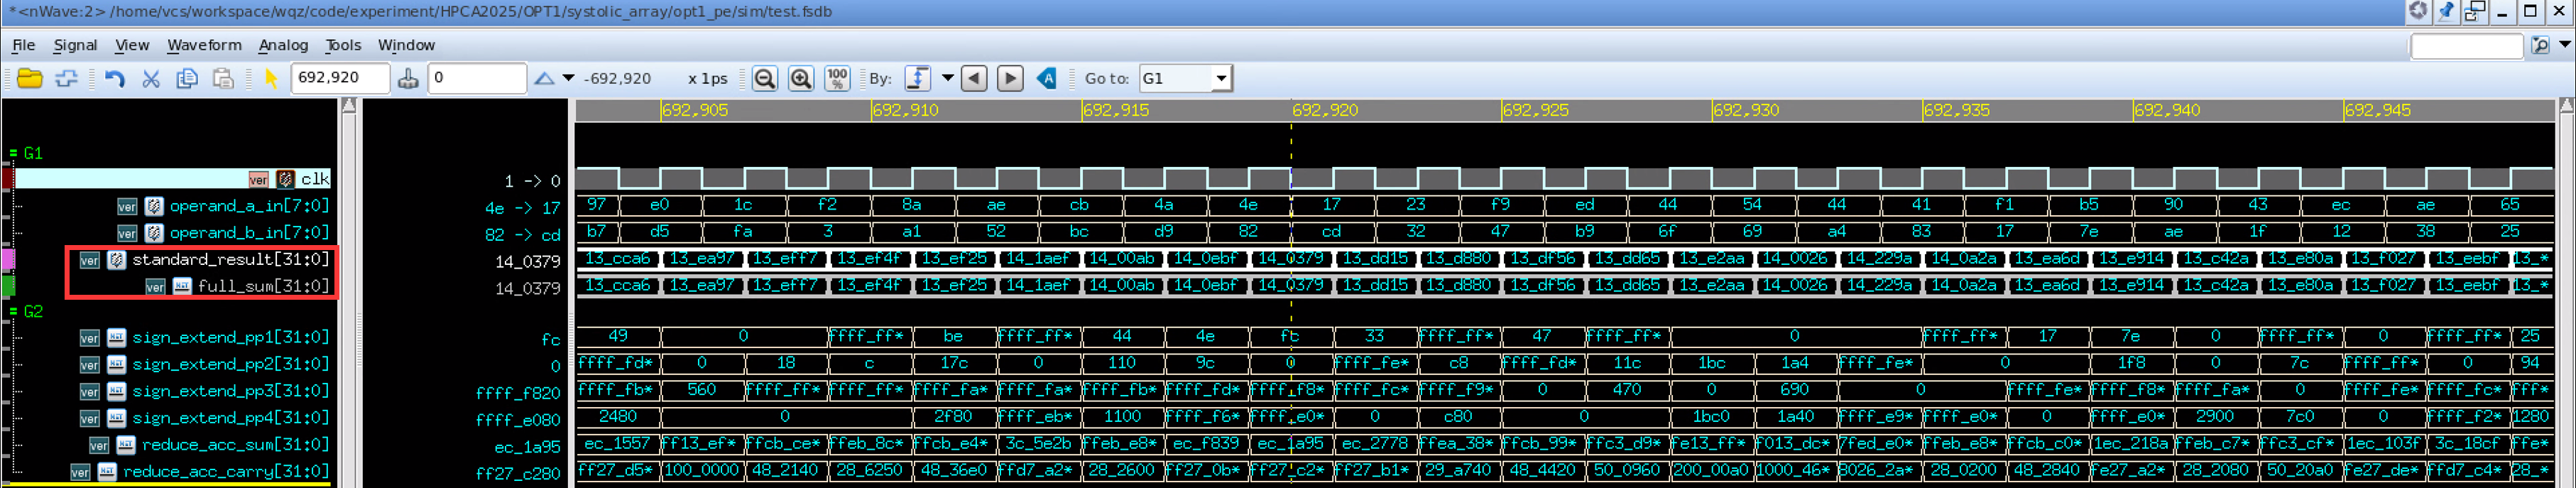 *<nWave:2> /home/vcs/workspace/wqz/code/experiment/HPCA2025/OPT1/systolic_array/opt1_pe/sim/test.fsdb
File Signal View Waveform Analog Tools Window
692,920 0 -692,920 x 1ps 100 % By: Go to: G1
692,905 692,910 692,915 692,920 692,925 692,930 692,935 692,940 692,945
= G1
ver clk 1 -> 0
ver operand_a_in[7:0] 4e -> 17 97 e0 1c f2 8a ae cb 4a 4e 17 23 f9 ed 44 54 44 41 f1 b5 90 43 ec ae 65
ver operand_b_in[7:0] 82 -> cd b7 d5 fa 3 a1 52 bc d9 82 cd 32 47 b9 6f 69 a4 83 17 7e ae 1f 12 38 25
ver standard_result[31:0] 14_0379 13_cca6 13_ea97 13_eff7 13_ef4f 13_ef25 14_1aef 14_00ab 14_0ebf 14_0379 13_dd15 13_d880 13_df56 13_dd65 13_e2aa 14_0026 14_229a 14_0a2a 13_ea6d 13_e914 13_c42a 13_e80a 13_f027 13_eebf 13_*
ver full_sum[31:0] 14_0379 13_cca6 13_ea97 13_eff7 13_ef4f 13_ef25 14_1aef 14_00ab 14_0ebf 14_0379 13_dd15 13_d880 13_df56 13_dd65 13_e2aa 14_0026 14_229a 14_0a2a 13_ea6d 13_e914 13_c42a 13_e80a 13_f027 13_eebf 13_*
= G2
ver sign_extend_pp1[31:0] fc 49 0 ffff_ff* be ffff_ff* 44 4e fc 33 ffff_ff* 47 ffff_ff* 0 ffff_ff* 17 7e 0 ffff_ff* 0 ffff_ff* 25
ver sign_extend_pp2[31:0] 0 ffff_fd* 0 18 c 17c 0 110 9c 0 ffff_fe* c8 ffff_fd* 11c 1bc 1a4 ffff_fe* 0 1f8 0 7c ffff_ff* 0 94
ver sign_extend_pp3[31:0] ffff_f820 ffff_fb* 560 ffff_ff* ffff_ff* ffff_fa* ffff_fa* ffff_fb* ffff_fd* ffff_f8* ffff_fc* ffff_f9* 0 470 0 690 0 ffff_fe* ffff_f8* ffff_fa* 0 ffff_fe* ffff_fc* fff*
ver sign_extend_pp4[31:0] ffff_e080 2480 0 2f80 ffff_eb* 1100 ffff_f6* ffff_e0* 0 c80 0 1bc0 1a40 ffff_e9* ffff_e0* 0 ffff_e0* 2900 7c0 0 ffff_f2* 1280
ver reduce_acc_sum[31:0] ec_1a95 ec_1557 ff13_ef* ffcb_ce* ffeb_8c* ffcb_e4* 3c_5e2b ffeb_e8* ec_f839 ec_1a95 ec_2778 ffea_38* ffcb_99* ffc3_d9* fe13_ff* f013_dc* 7fed_e0* ffeb_e8* ffcb_c0* 1ec_218a ffeb_c7* ffc3_cf* 1ec_103f 3c_18cf ffe*
ver reduce_acc_carry[31:0] ff27_c280 ff27_d5* 100_0000 48_2140 28_6250 48_36e0 ffd7_a2* 28_2600 ff27_0b* ff27_c2* ff27_b1* 29_a740 48_4420 50_0960 200_00a0 1000_46* 8026_2a* 28_0200 48_2840 fe27_a2* 28_2080 50_20a0 fe27_de* ffd7_c4* 28_*